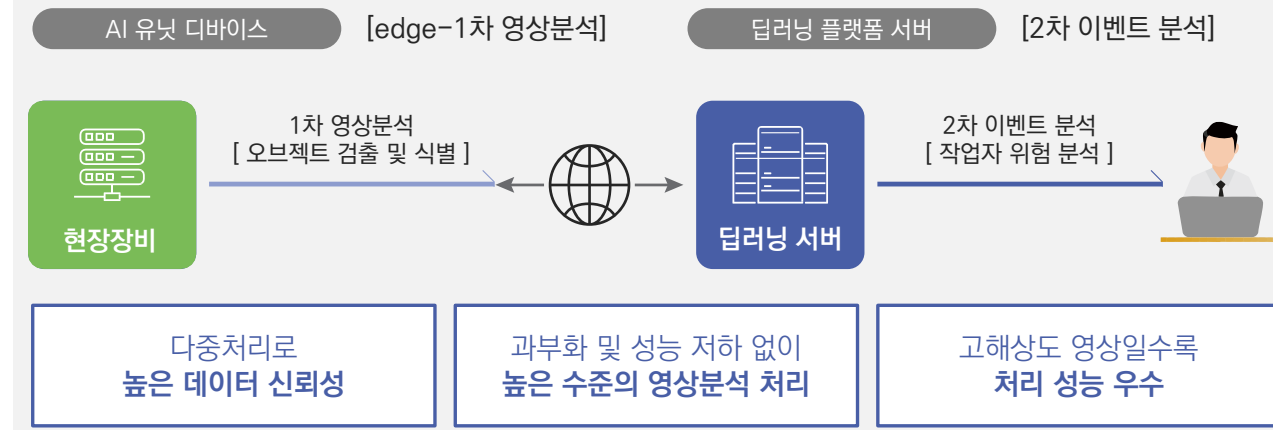 AI 유닛 디바이스
[edge-1차 영상분석]
딥러닝 플랫폼 서버
[2차 이벤트 분석]
현장장비
1차 영상분석
[ 오브젝트 검출 및 식별 ]
딥러닝 서버
2차 이벤트 분석
[ 작업자 위험 분석 ]
다중처리로
높은 데이터 신뢰성
과부화 및 성능 저하 없이
높은 수준의 영상분석 처리
고해상도 영상일수록
처리 성능 우수